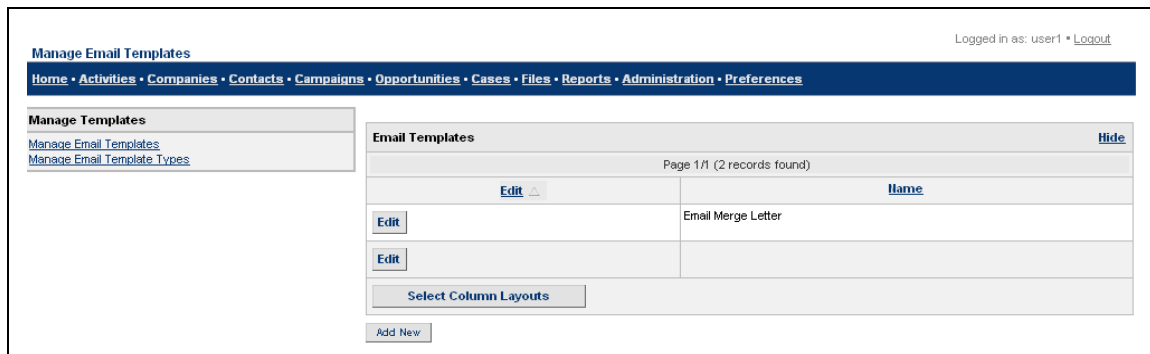 Logged in as: user1 • Logout
Manage Email Templates
Home • Activities • Companies • Contacts • Campaigns • Opportunities • Cases • Files • Reports • Administration • Preferences
Manage Templates
Manage Email Templates
Manage Email Template Types
Email Templates Hide
Page 1/1 (2 records found)
Edit △ Name
Edit Email Merge Letter
Edit
Select Column Layouts
Add New